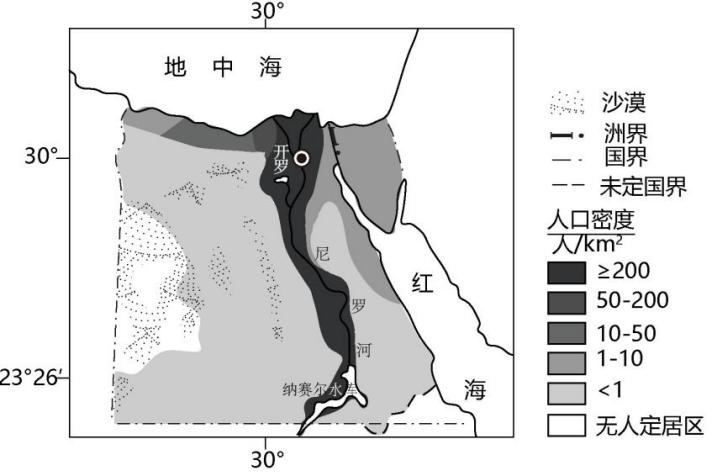 30°
地中海
30°
开罗
尼罗河
红海
23°26′
纳赛尔水库
30°
沙漠
洲界
国界
未定国界
人口密度
人/km²
≥200
50-200
10-50
1-10
<1
无人定居区